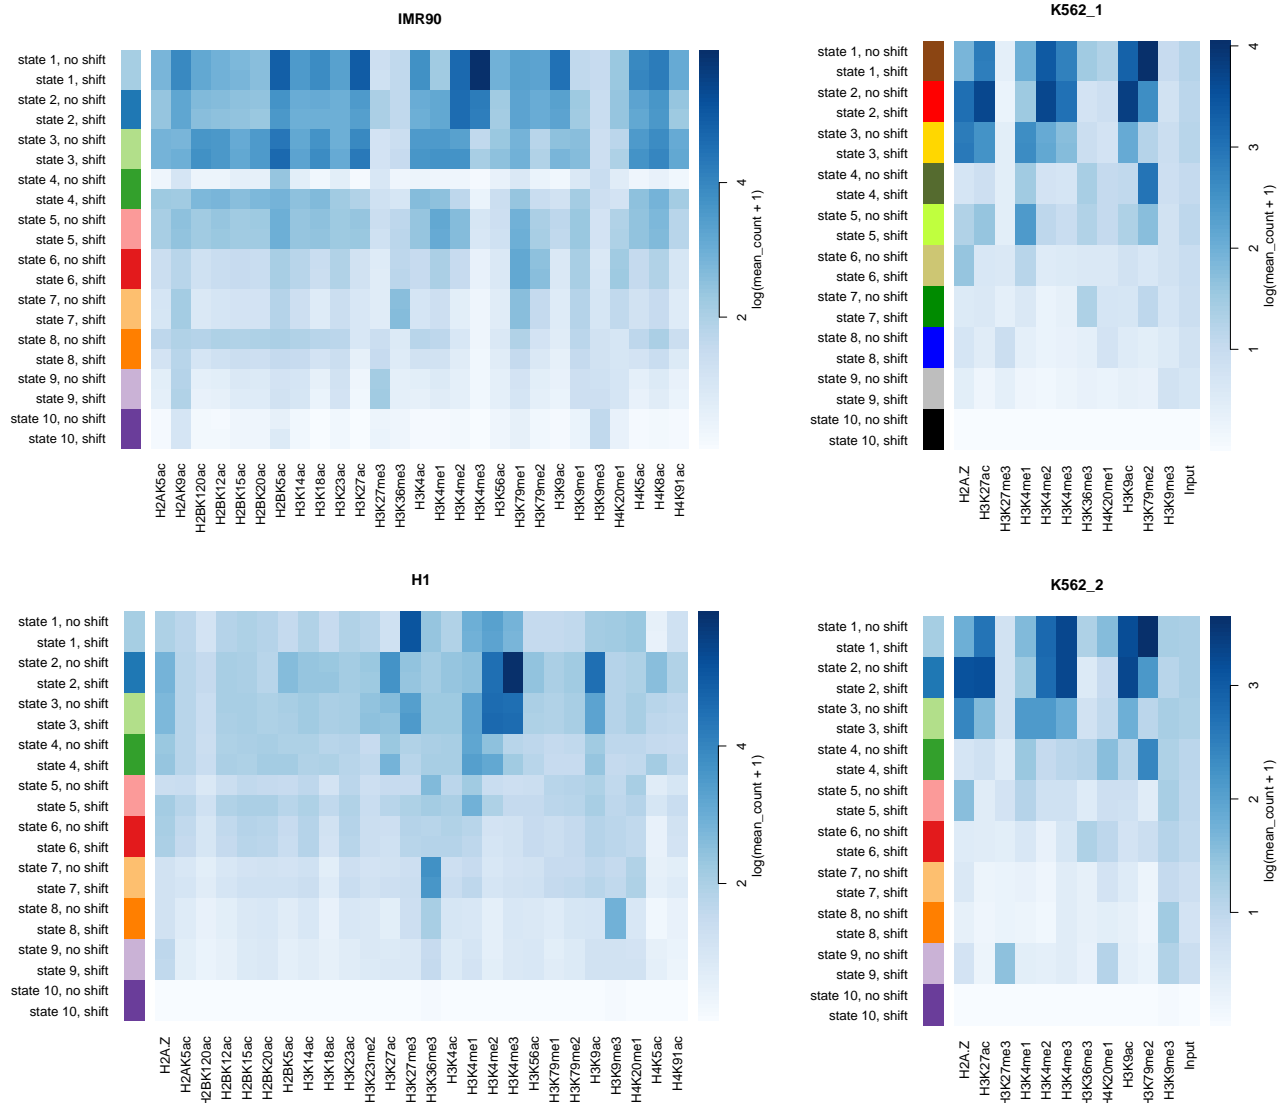 IMR90
state 1, no shift
state 1, shift
state 2, no shift
state 2, shift
state 3, no shift
state 3, shift
state 4, no shift
state 4, shift
state 5, no shift
state 5, shift
state 6, no shift
state 6, shift
state 7, no shift
state 7, shift
state 8, no shift
state 8, shift
state 9, no shift
state 9, shift
state 10, no shift
state 10, shift
H2AK5ac
H2AK9ac
H2BK120ac
H2BK12ac
H2BK15ac
H2BK20ac
H2BK5ac
H3K14ac
H3K18ac
H3K23ac
H3K27ac
H3K27me3
H3K36me3
H3K4ac
H3K4me1
H3K4me2
H3K4me3
H3K56ac
H3K79me1
H3K79me2
H3K9ac
H3K9me1
H3K9me3
H4K20me1
H4K5ac
H4K8ac
H4K91ac
2
4
log(mean_count + 1)
K562_1
state 1, no shift
state 1, shift
state 2, no shift
state 2, shift
state 3, no shift
state 3, shift
state 4, no shift
state 4, shift
state 5, no shift
state 5, shift
state 6, no shift
state 6, shift
state 7, no shift
state 7, shift
state 8, no shift
state 8, shift
state 9, no shift
state 9, shift
state 10, no shift
state 10, shift
H2A.Z
H3K27ac
H3K27me3
H3K4me1
H3K4me2
H3K4me3
H3K36me3
H4K20me1
H3K9ac
H3K79me2
H3K9me3
Input
1
2
3
4
log(mean_count + 1)
H1
state 1, no shift
state 1, shift
state 2, no shift
state 2, shift
state 3, no shift
state 3, shift
state 4, no shift
state 4, shift
state 5, no shift
state 5, shift
state 6, no shift
state 6, shift
state 7, no shift
state 7, shift
state 8, no shift
state 8, shift
state 9, no shift
state 9, shift
state 10, no shift
state 10, shift
H2A.Z
H2AK5ac
H2BK120ac
H2BK12ac
H2BK15ac
H2BK20ac
H2BK5ac
H3K14ac
H3K18ac
H3K23ac
H3K23me2
H3K27ac
H3K27me3
H3K36me3
H3K4ac
H3K4me1
H3K4me2
H3K4me3
H3K56ac
H3K79me1
H3K79me2
H3K9ac
H3K9me3
H4K20me1
H4K5ac
H4K91ac
2
4
log(mean_count + 1)
K562_2
state 1, no shift
state 1, shift
state 2, no shift
state 2, shift
state 3, no shift
state 3, shift
state 4, no shift
state 4, shift
state 5, no shift
state 5, shift
state 6, no shift
state 6, shift
state 7, no shift
state 7, shift
state 8, no shift
state 8, shift
state 9, no shift
state 9, shift
state 10, no shift
state 10, shift
H2A.Z
H3K27ac
H3K27me3
H3K4me1
H3K4me2
H3K4me3
H3K36me3
H4K20me1
H3K9ac
H3K79me2
H3K9me3
Input
1
2
3
log(mean_count + 1)